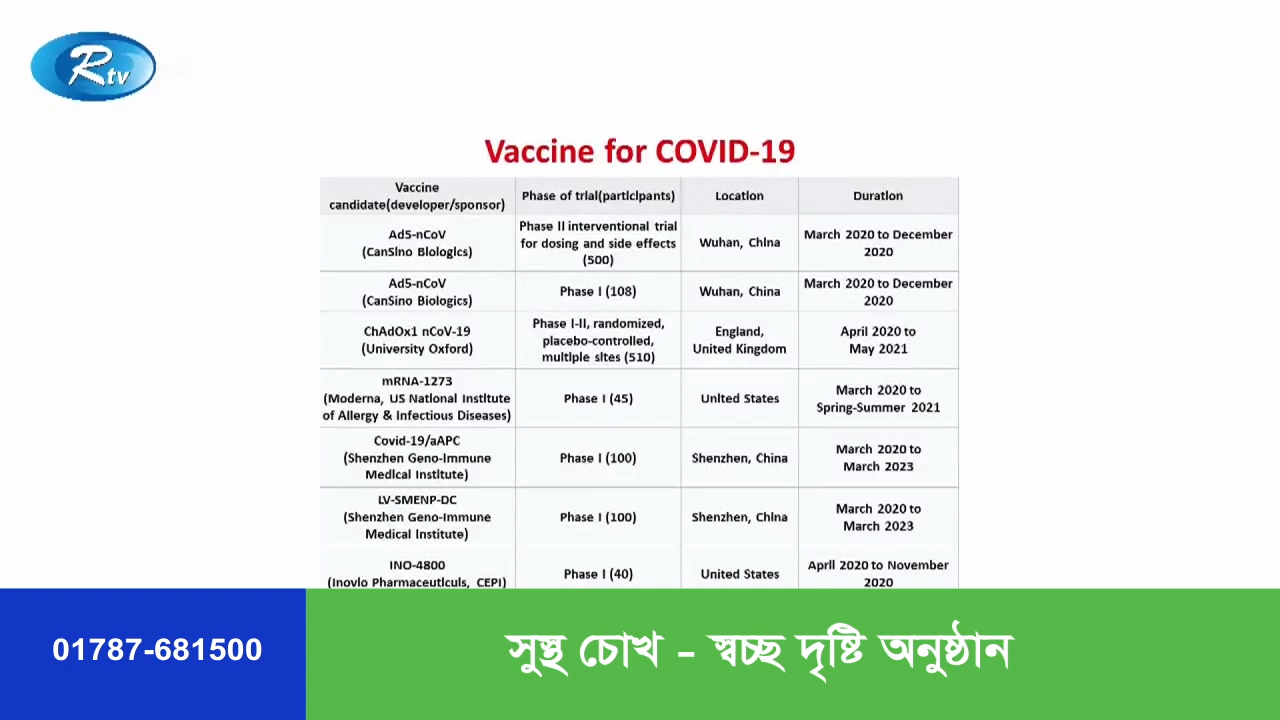 Rtv
Vaccine for COVID-19
Vaccine
candidate(developer/sponsor)
Phase of trial(participants)
Location
Duration
Ad5-nCoV
(CanSino Biologics)
Phase II interventional trial
for dosing and side effects
(500)
Wuhan, China
March 2020 to December
2020
Ad5-nCoV
(CanSino Biologics)
Phase I (108)
Wuhan, China
March 2020 to December
2020
ChAdOx1 nCoV-19
(University Oxford)
Phase I-II, randomized,
placebo-controlled,
multiple sites (510)
England,
United Kingdom
April 2020 to
May 2021
mRNA-1273
(Moderna, US National Institute
of Allergy & Infectious Diseases)
Phase I (45)
United States
March 2020 to
Spring-Summer 2021
Covid-19/aAPC
(Shenzhen Geno-Immune
Medical Institute)
Phase I (100)
Shenzhen, China
March 2020 to
March 2023
LV-SMENP-DC
(Shenzhen Geno-Immune
Medical Institute)
Phase I (100)
Shenzhen, China
March 2020 to
March 2023
INO-4800
(Inovio Pharmaceuticuls, CEPI)
Phase I (40)
United States
April 2020 to November
2020
01787-681500
সুস্থ চোখ - স্বচ্ছ দৃষ্টি অনুষ্ঠান